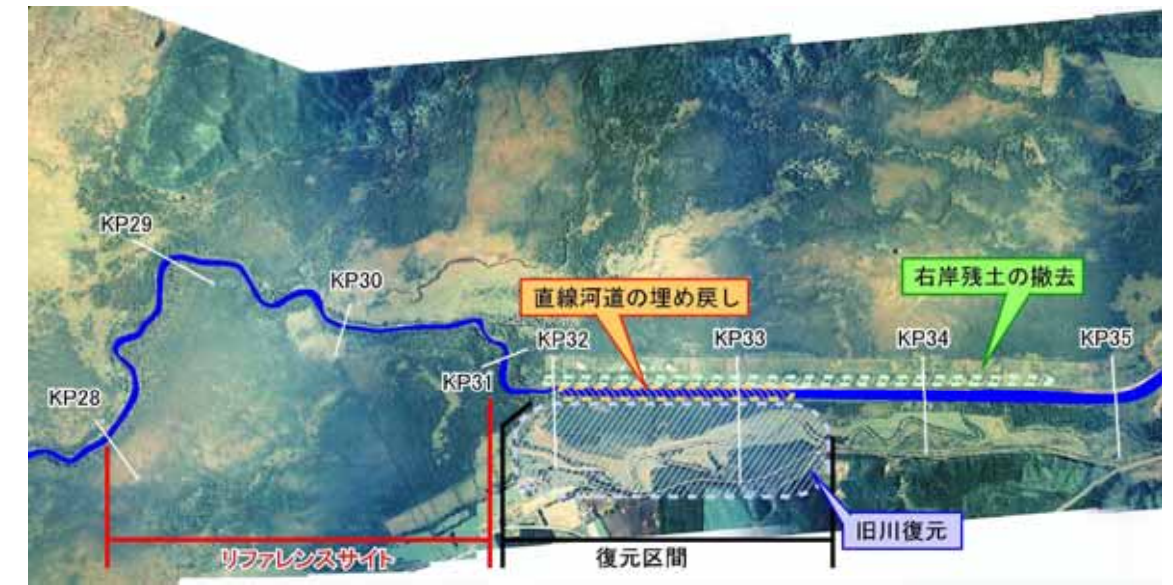 KP29
KP30
直線河道の埋め戻し
右岸残土の撤去
KP32
KP33
KP34
KP35
KP31
KP28
旧川復元
リファレンスサイト
復元区間